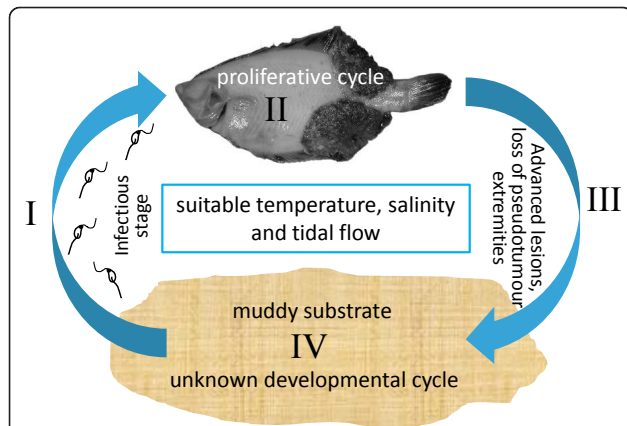 proliferative cycle
II
I
Infectious
stage
suitable temperature, salinity
and tidal flow
Advanced lesions,
loss of pseudotumour
extremities
III
muddy substrate
IV
unknown developmental cycle